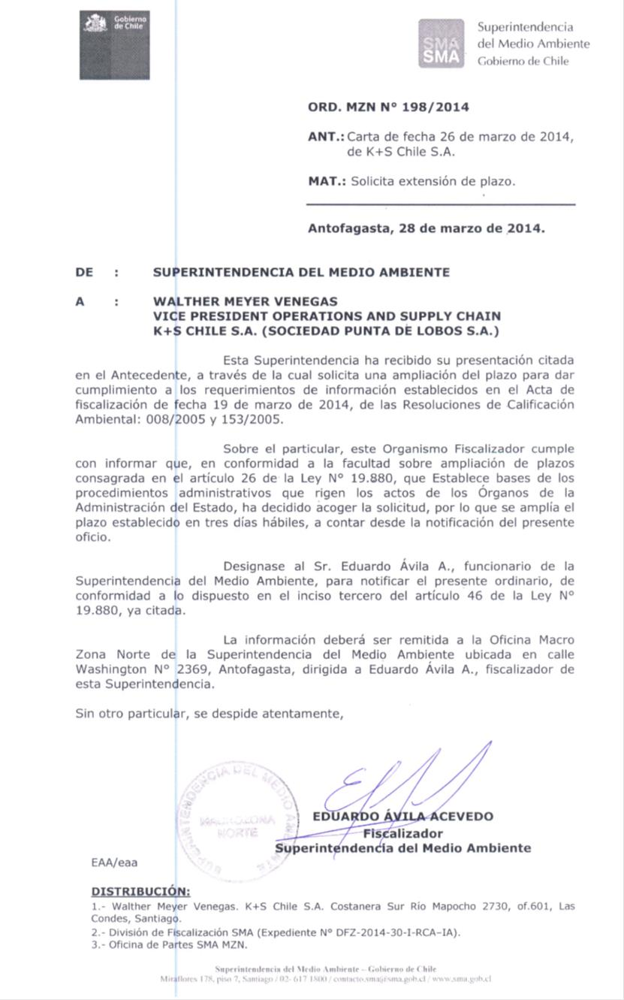 Gobierno
de Chile
SMA
SMA
Superintendencia
del Medio Ambiente
Gobierno de Chile
ORD. MZN N° 198/2014
ANT.: Carta de fecha 26 de marzo de 2014,
de K+S Chile S.A.
MAT.: Solicita extensión de plazo.
Antofagasta, 28 de marzo de 2014.
DE : SUPERINTENDENCIA DEL MEDIO AMBIENTE
A : WALTHER MEYER VENEGAS
VICE PRESIDENT OPERATIONS AND SUPPLY CHAIN
K+S CHILE S.A. (SOCIEDAD PUNTA DE LOBOS S.A.)
Esta Superintendencia ha recibido su presentación citada
en el Antecedente, a través de la cual solicita una ampliación del plazo para dar
cumplimiento a los requerimientos de información establecidos en el Acta de
fiscalización de fecha 19 de marzo de 2014, de las Resoluciones de Calificación
Ambiental: 008/2005 y 153/2005.
Sobre el particular, este Organismo Fiscalizador cumple
con informar que, en conformidad a la facultad sobre ampliación de plazos
consagrada en el artículo 26 de la Ley N° 19.880, que Establece bases de los
procedimientos administrativos que rigen los actos de los Órganos de la
Administración del Estado, ha decidido acoger la solicitud, por lo que se amplía el
plazo establecido en tres días hábiles, a contar desde la notificación del presente
oficio.
Designase al Sr. Eduardo Ávila A., funcionario de la
Superintendencia del Medio Ambiente, para notificar el presente ordinario, de
conformidad a lo dispuesto en el inciso tercero del artículo 46 de la Ley N°
19.880, ya citada.
La información deberá ser remitida a la Oficina Macro
Zona Norte de la Superintendencia del Medio Ambiente ubicada en calle
Washington N° 2369, Antofagasta, dirigida a Eduardo Ávila A., fiscalizador de
esta Superintendencia.
Sin otro particular, se despide atentamente,
SUPERINTENDENCIA DEL MEDIO AMBIENTE
MACROZONA
NORTE
EDUARDO ÁVILA ACEVEDO
Fiscalizador
Superintendencia del Medio Ambiente
EAA/eaa
DISTRIBUCIÓN:
1.- Walther Meyer Venegas. K+S Chile S.A. Costanera Sur Río Mapocho 2730, of.601, Las
Condes, Santiago.
2.- División de Fiscalización SMA (Expediente N° DFZ-2014-30-I-RCA–IA).
3.- Oficina de Partes SMA MZN.
Superintendencia del Medio Ambiente – Gobierno de Chile
Miraflores 178, piso 7, Santiago / 02- 617 1800 / contacto.sma@sma.gob.cl / www.sma.gob.cl